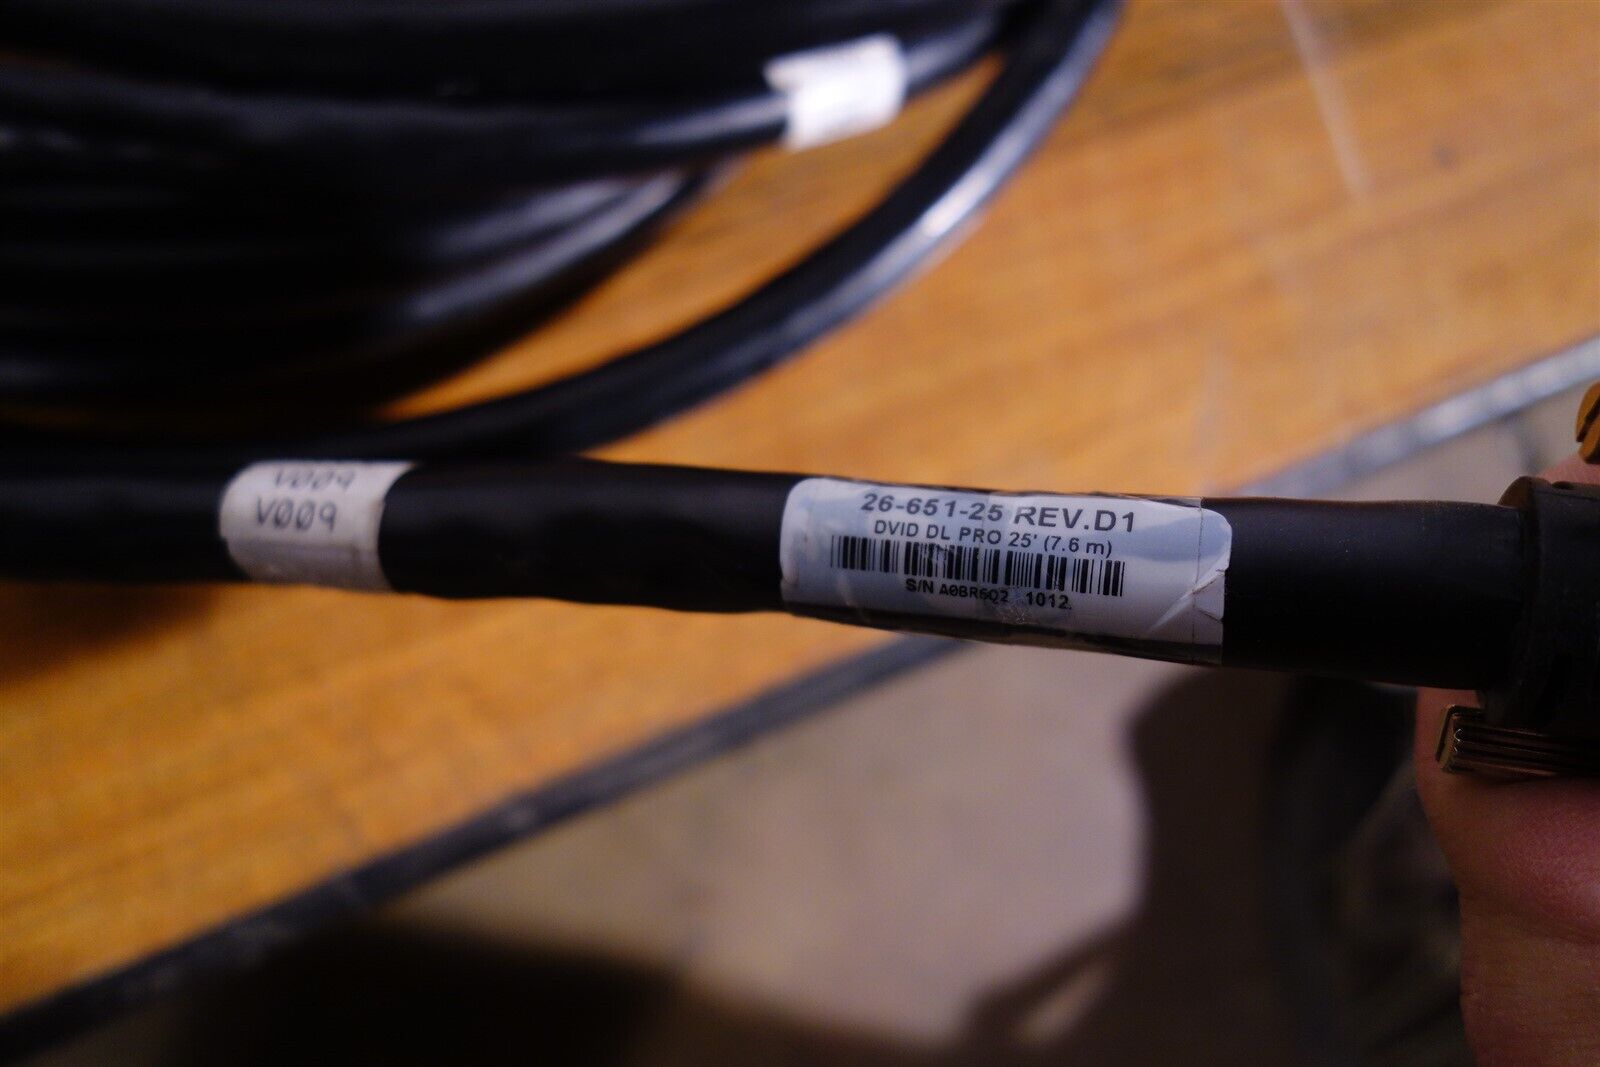 V009
V009
26-651-25 REV.D1
DVID DL PRO 25' (7.6 m)
S/N A0BR6Q2 1012